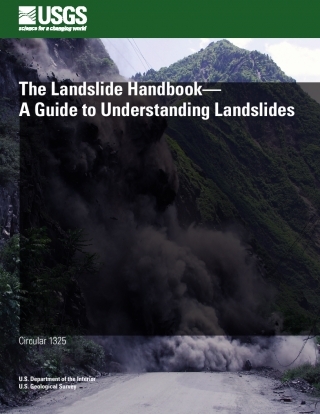 USGS
science for a changing world
The Landslide Handbook—
A Guide to Understanding Landslides
Circular 1325
U.S. Department of the Interior
U.S. Geological Survey